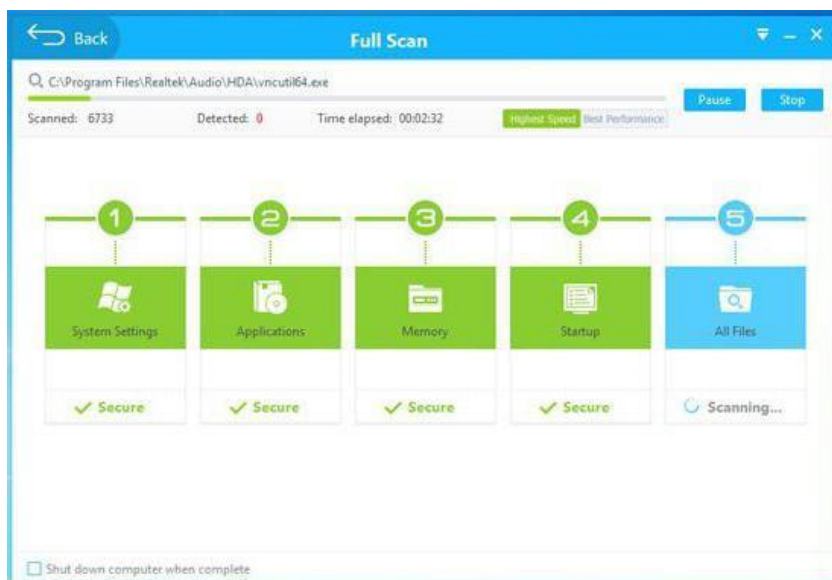 Back
Full Scan
C:\Program Files\Realtek\Audio\HDA\vncutil64.exe
Pause
Stop
Scanned: 6733
Detected: 0
Time elapsed: 00:02:32
Highest Speed
Best Performance
1
2
3
4
5
System Settings
Applications
Memory
Startup
All Files
Secure
Secure
Secure
Secure
Scanning...
Shut down computer when complete